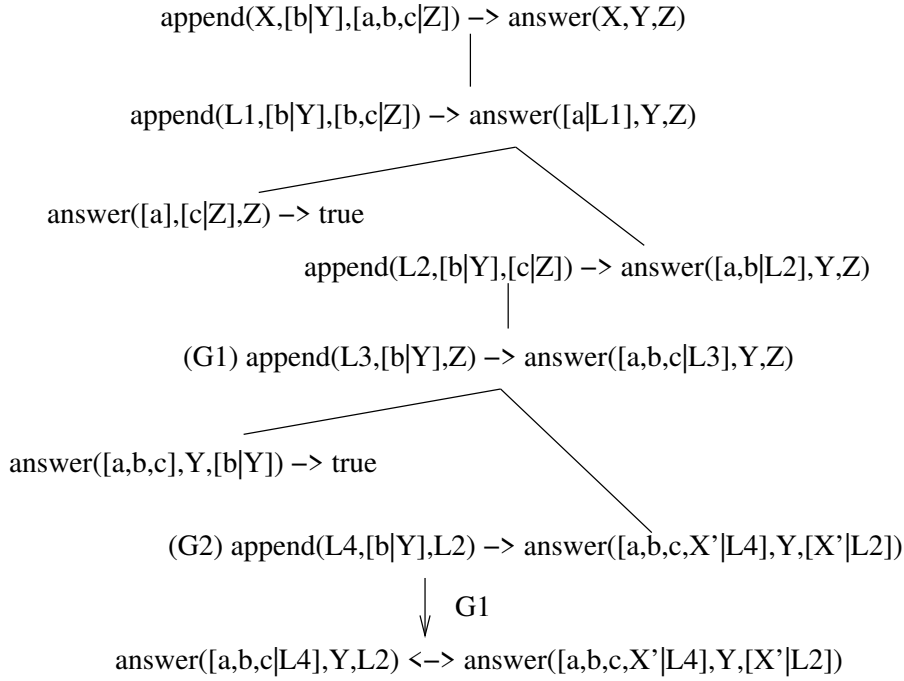 append(X,[b|Y],[a,b,c|Z]) −> answer(X,Y,Z)
append(L1,[b|Y],[b,c|Z]) −> answer([a|L1],Y,Z)
answer([a],[c|Z],Z) −> true
append(L2,[b|Y],[c|Z]) −> answer([a,b|L2],Y,Z)
(G1) append(L3,[b|Y],Z) −> answer([a,b,c|L3],Y,Z)
answer([a,b,c],Y,[b|Y]) −> true
(G2) append(L4,[b|Y],L2) −> answer([a,b,c,X'|L4],Y,[X'|L2])
G1
answer([a,b,c|L4],Y,L2) <−> answer([a,b,c,X'|L4],Y,[X'|L2])